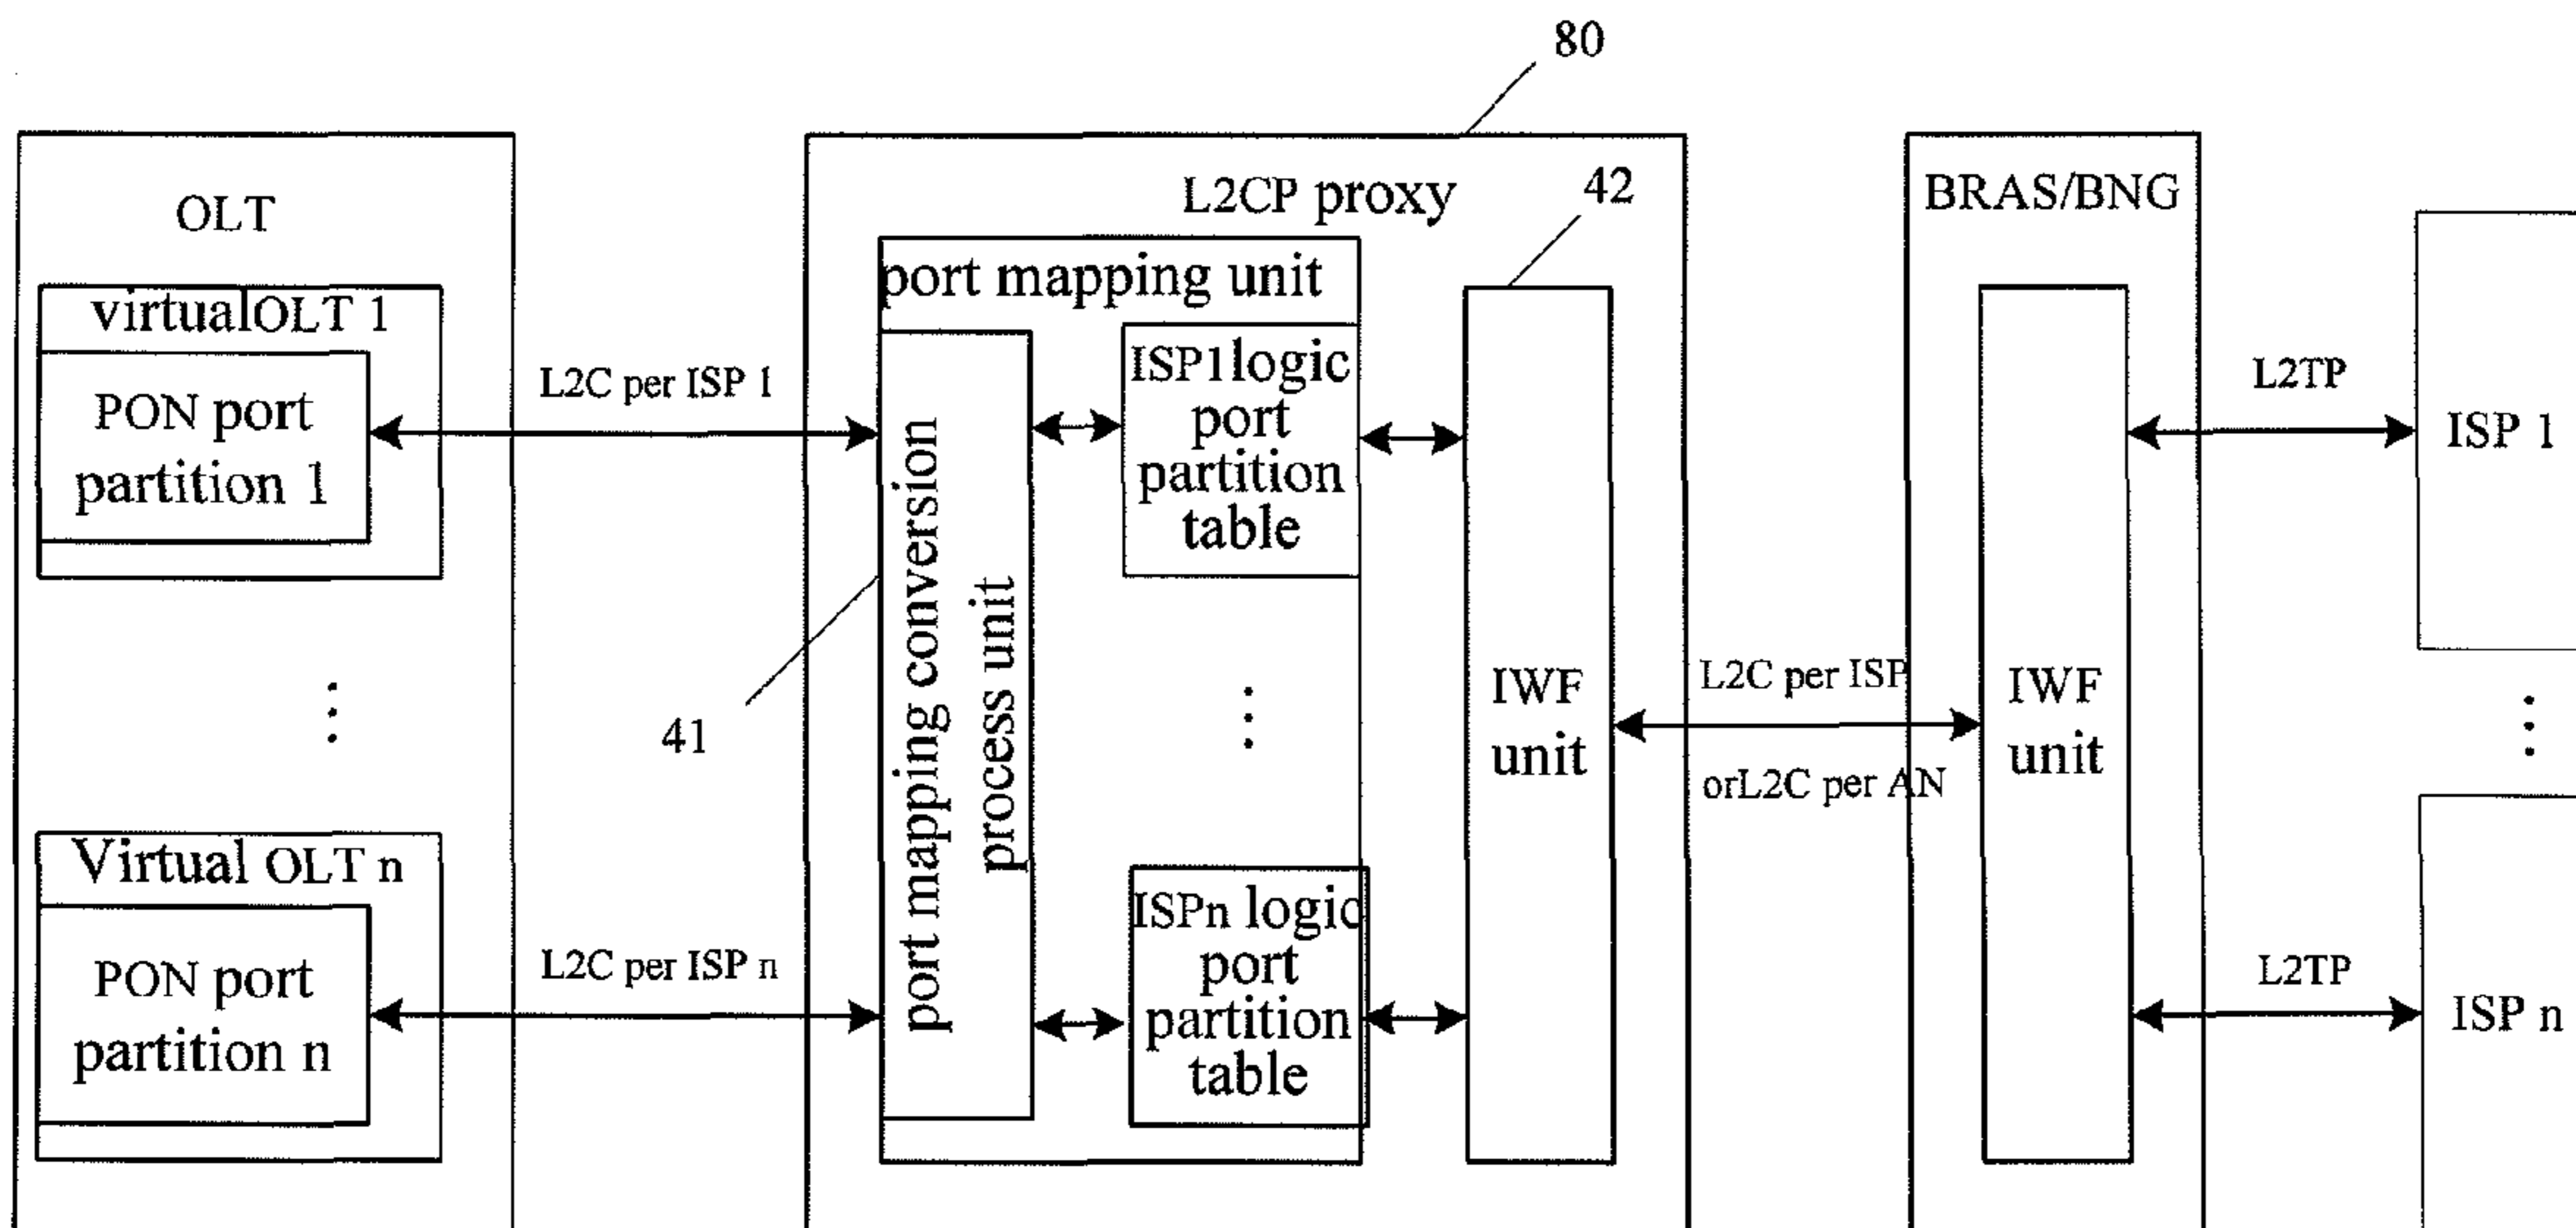 80
OLT
virtualOLT 1
PON port
partition 1
Virtual OLT n
PON port
partition n
L2C per ISP 1
L2C per ISP n
41
L2CP proxy
42
port mapping unit
port mapping conversion
process unit
ISP1logic
port
partition
table
ISPn logic
port
partition
table
IWF
unit
L2C per ISP
orL2C per AN
BRAS/BNG
IWF
unit
L2TP
L2TP
ISP 1
ISP n